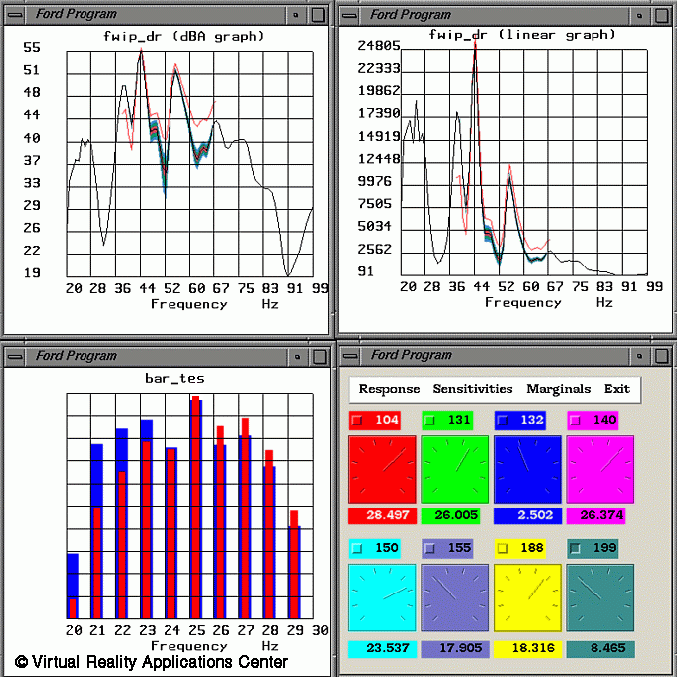 Ford Program
fwip_dr (dBA graph)
55
51
48
44
40
37
33
29
26
22
19
20 28 36 44 52 60 67 75 83 91 99
Frequency Hz
Ford Program
fwip_dr (linear graph)
24805
22333
19862
17390
14919
12448
9976
7505
5034
2562
91
20 28 36 44 52 60 67 75 83 91 99
Frequency Hz
Ford Program
bar_tes
20 21 22 23 24 25 26 27 28 29 30
Frequency Hz
© Virtual Reality Applications Center
Ford Program
Response Sensitivities Marginals Exit
104 131 132 140
28.497 26.005 2.502 26.374
150 155 188 199
23.537 17.905 18.316 8.465